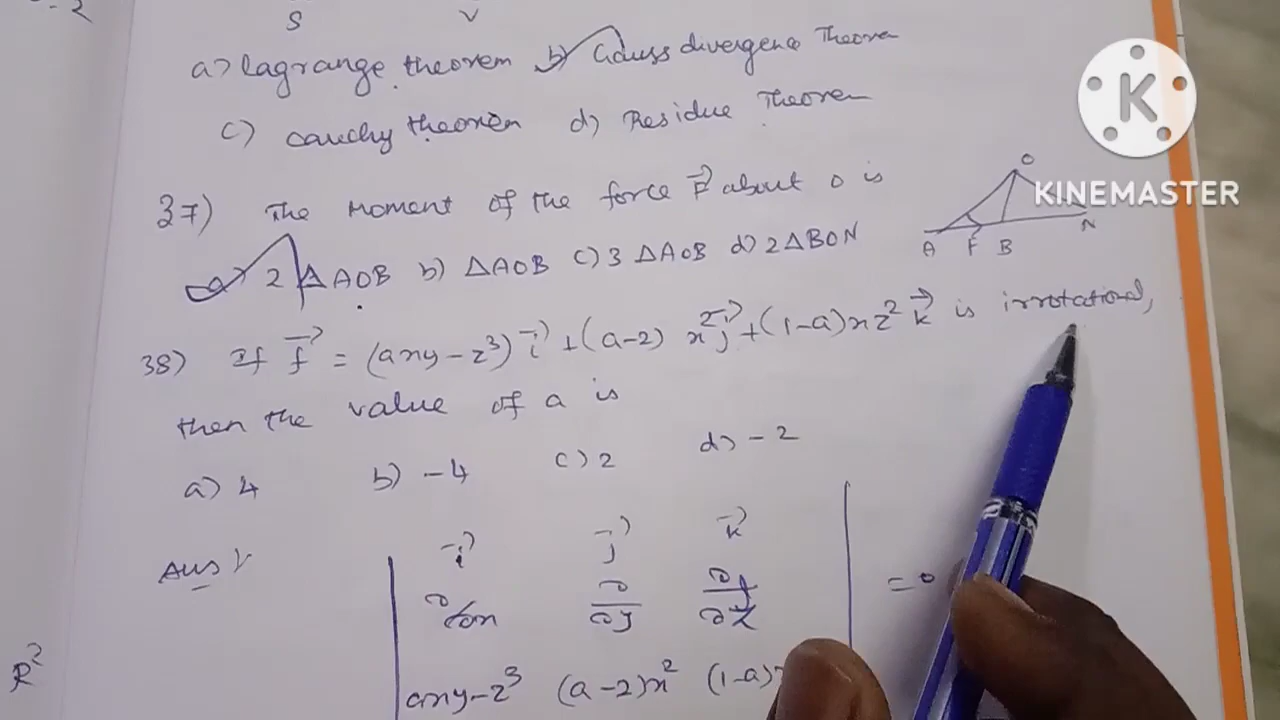 S V
a) Lagrange theorem b) Gauss divergence Theorem
c) Cauchy theorem d) Residue Theorem
K
KINEMASTER
37) The Moment of the force F⃗ about O is
a) 2 ΔAOB b) ΔAOB c) 3 ΔAOB d) 2 ΔBON
O
A F B N
38) If f⃗ = (axy - z³) i⃗ + (a-2) x² j⃗ + (1-a) x z² k⃗ is irrotational,
then the value of a is
a) 4 b) -4 c) 2 d) -2
Ans:
i⃗ j⃗ k⃗
∂/∂x ∂/∂y ∂/∂z = 0
axy - z³ (a-2)x² (1-a)
R²